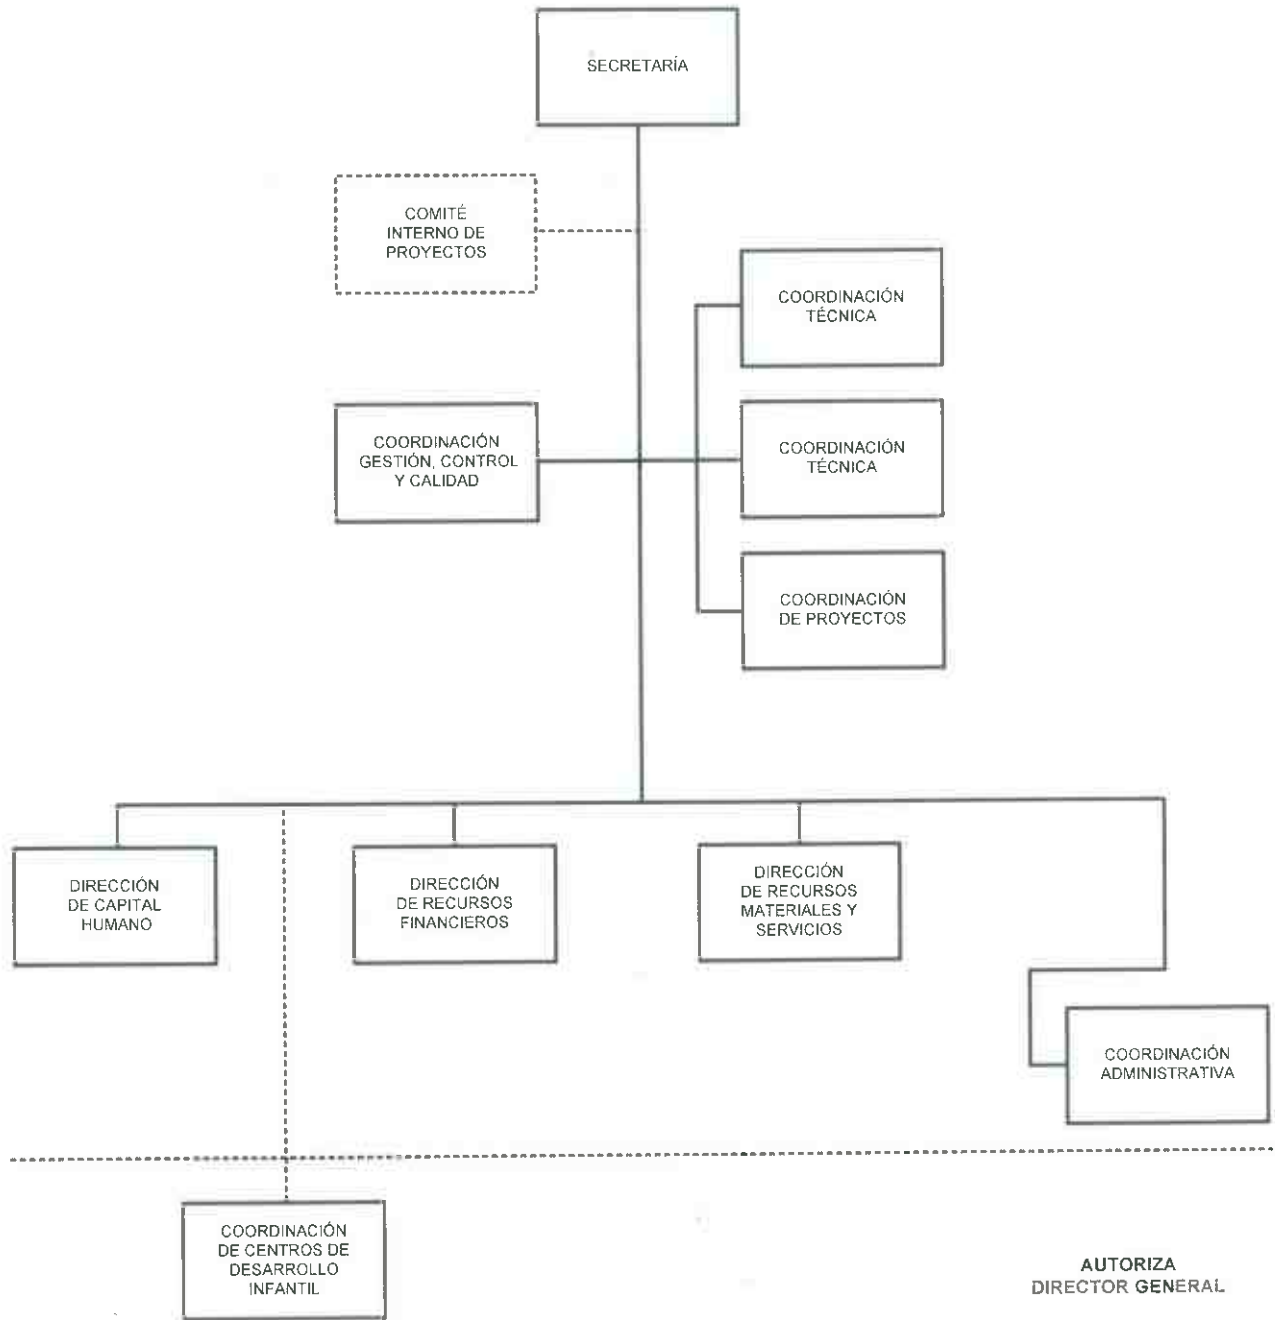 SECRETARÍA
COMITÉ
INTERNO DE
PROYECTOS
COORDINACIÓN
TÉCNICA
COORDINACIÓN
GESTIÓN, CONTROL
Y CALIDAD
COORDINACIÓN
TÉCNICA
COORDINACIÓN
DE PROYECTOS
DIRECCIÓN
DE CAPITAL
HUMANO
DIRECCIÓN
DE RECURSOS
FINANCIEROS
DIRECCIÓN
DE RECURSOS
MATERIALES Y
SERVICIOS
COORDINACIÓN
ADMINISTRATIVA
COORDINACIÓN
DE CENTROS DE
DESARROLLO
INFANTIL
AUTORIZA
DIRECTOR GENERAL